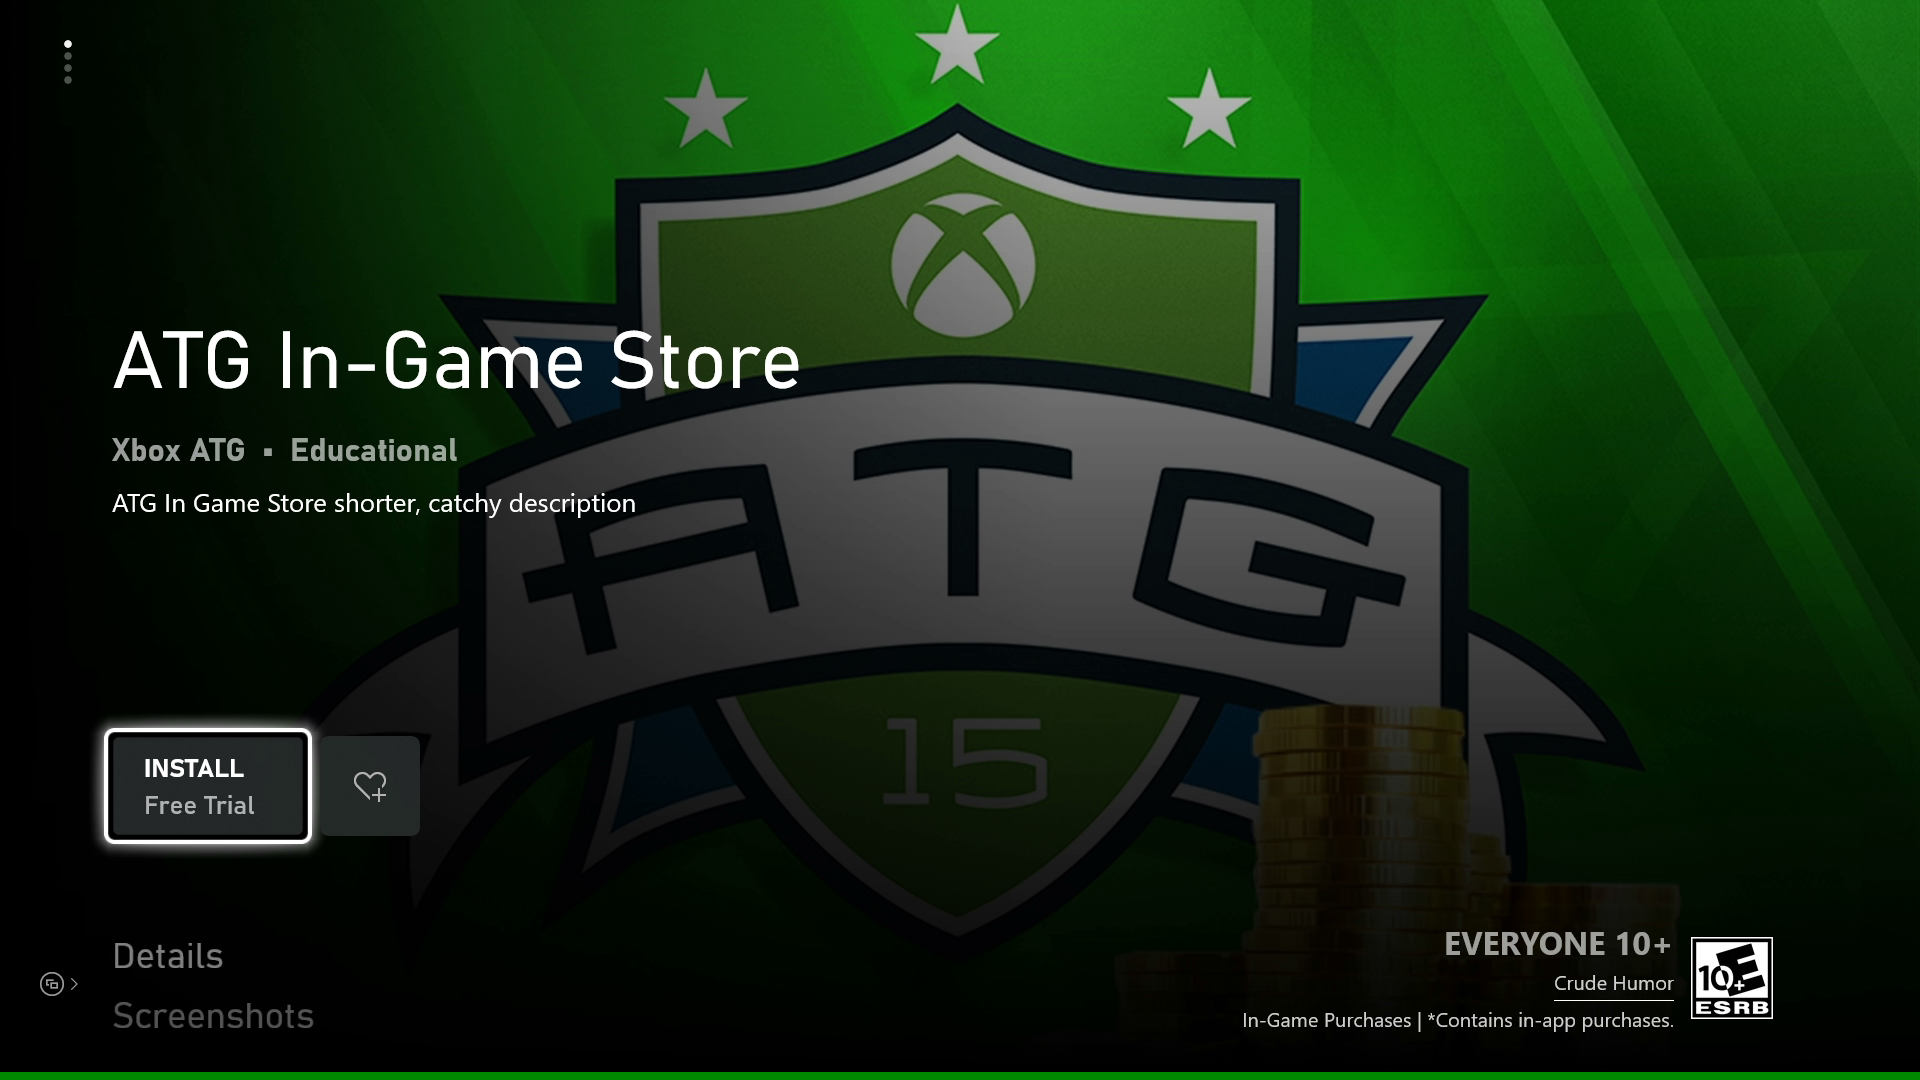 ATG In-Game Store
Xbox ATG ▪ Educational
ATG In Game Store shorter, catchy description
ATG
15
INSTALL
Free Trial
Details
Screenshots
EVERYONE 10+
Crude Humor
In-Game Purchases | *Contains in-app purchases.
E
10+
ESRB